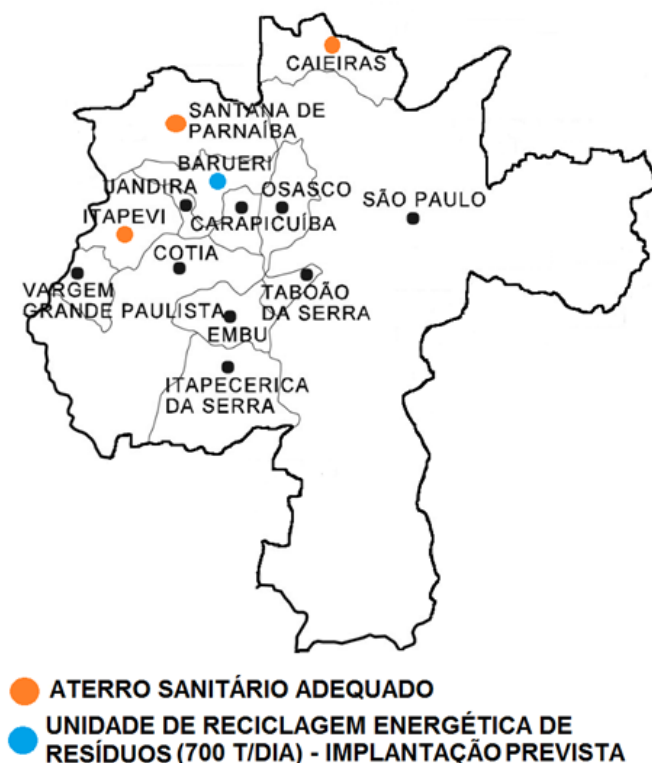 CAIEIRAS
SANTANA DE
PARNAÍBA
BARUERI
JANDIRA
OSASCO
ITAPEVI
CARAPICUÍBA
SÃO PAULO
COTIA
VARGEM
GRANDE PAULISTA
TABOÃO
DA SERRA
EMBU
ITAPECERICA
DA SERRA
ATERRO SANITÁRIO ADEQUADO
UNIDADE DE RECICLAGEM ENERGÉTICA DE
RESÍDUOS (700 T/DIA) - IMPLANTAÇÃO PREVISTA